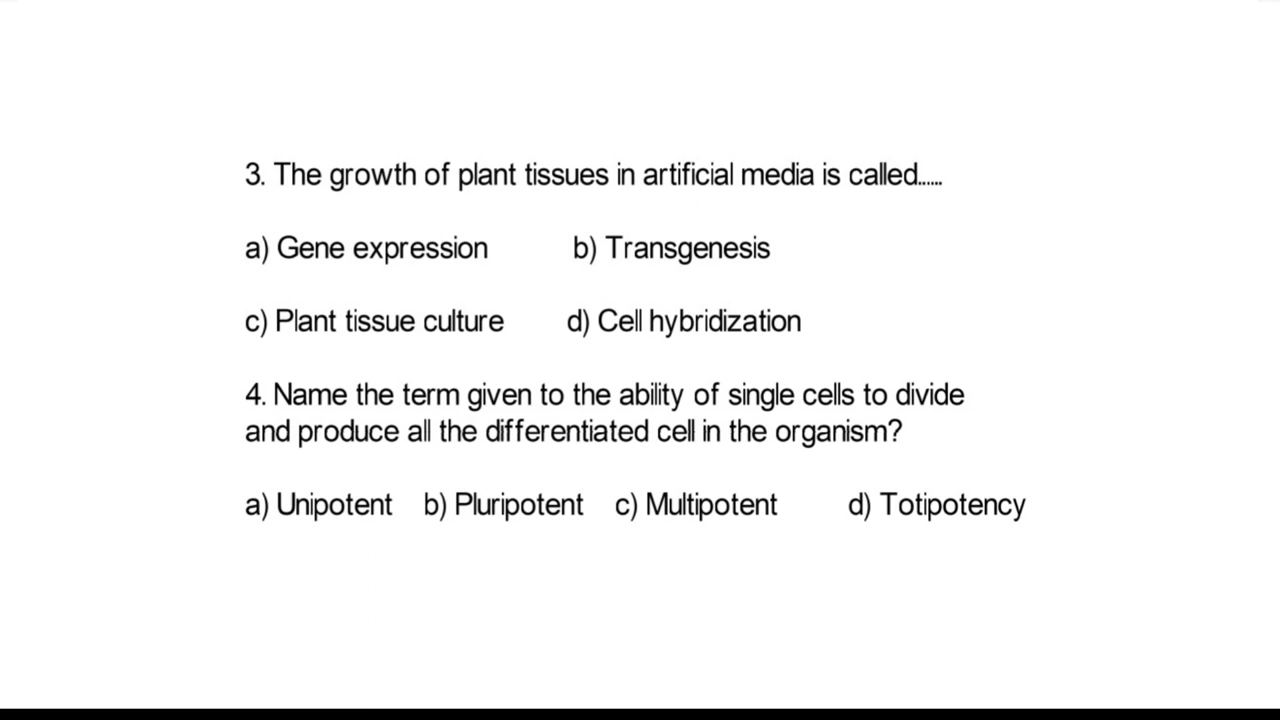 3. The growth of plant tissues in artificial media is called......
a) Gene expression b) Transgenesis
c) Plant tissue culture d) Cell hybridization
4. Name the term given to the ability of single cells to divide
and produce all the differentiated cell in the organism?
a) Unipotent b) Pluripotent c) Multipotent d) Totipotency